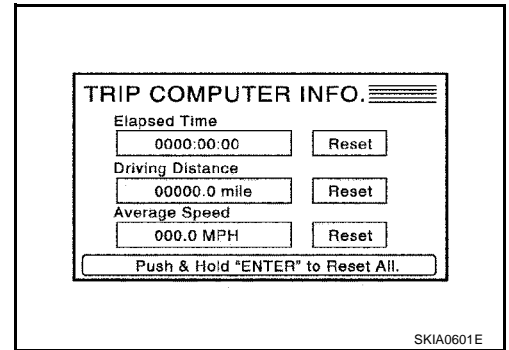 TRIP COMPUTER INFO.
Elapsed Time
0000:00:00 Reset
Driving Distance
00000.0 mile Reset
Average Speed
000.0 MPH Reset
Push & Hold "ENTER" to Reset All.
SKIA0601E